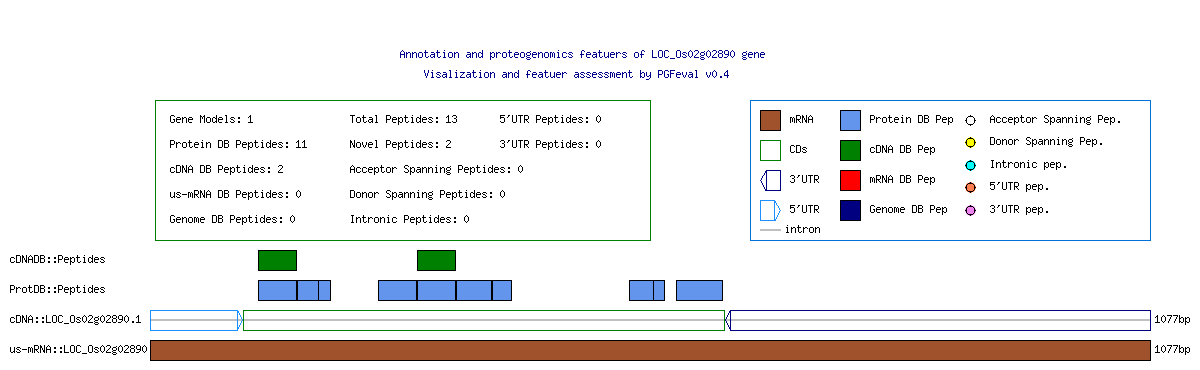 Annotation and proteogenomics featuers of LOC_Os02g02890 gene
Visalization and featuer assessment by PGFeval v0.4
Gene Models: 1 Total Peptides: 13 5'UTR Peptides: 0
Protein DB Peptides: 11 Novel Peptides: 2 3'UTR Peptides: 0
cDNA DB Peptides: 2 Acceptor Spanning Peptides: 0
us-mRNA DB Peptides: 0 Donor Spanning Peptides: 0
Genome DB Peptides: 0 Intronic Peptides: 0
mRNA Protein DB Pep Acceptor Spanning Pep.
CDs cDNA DB Pep Donor Spanning Pep.
3'UTR mRNA DB Pep Intronic pep.
5'UTR Genome DB Pep 5'UTR pep.
intron 3'UTR pep.
cDNADB::Peptides
ProtDB::Peptides
cDNA::LOC_Os02g02890.1 1077bp
us-mRNA::LOC_Os02g02890 1077bp